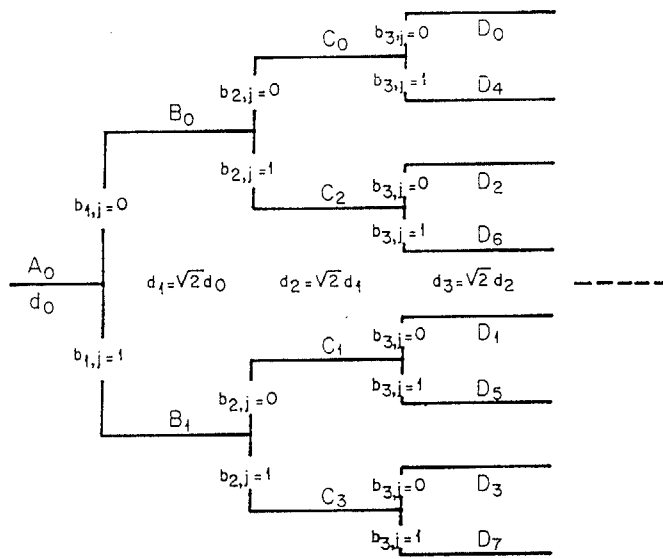 C₀ b₃,ⱼ=0 D₀
b₂,ⱼ=0 b₃,ⱼ=1 D₄
B₀
b₂,ⱼ=1 C₂ b₃,ⱼ=0 D₂
b₁,ⱼ=0 b₃,ⱼ=1 D₆
A₀
d₀ d₁=√2 d₀ d₂=√2 d₁ d₃=√2 d₂
b₁,ⱼ=1 C₁ b₃,ⱼ=0 D₁
b₂,ⱼ=0 b₃,ⱼ=1 D₅
B₁
b₂,ⱼ=1 C₃ b₃,ⱼ=0 D₃
b₃,ⱼ=1 D₇